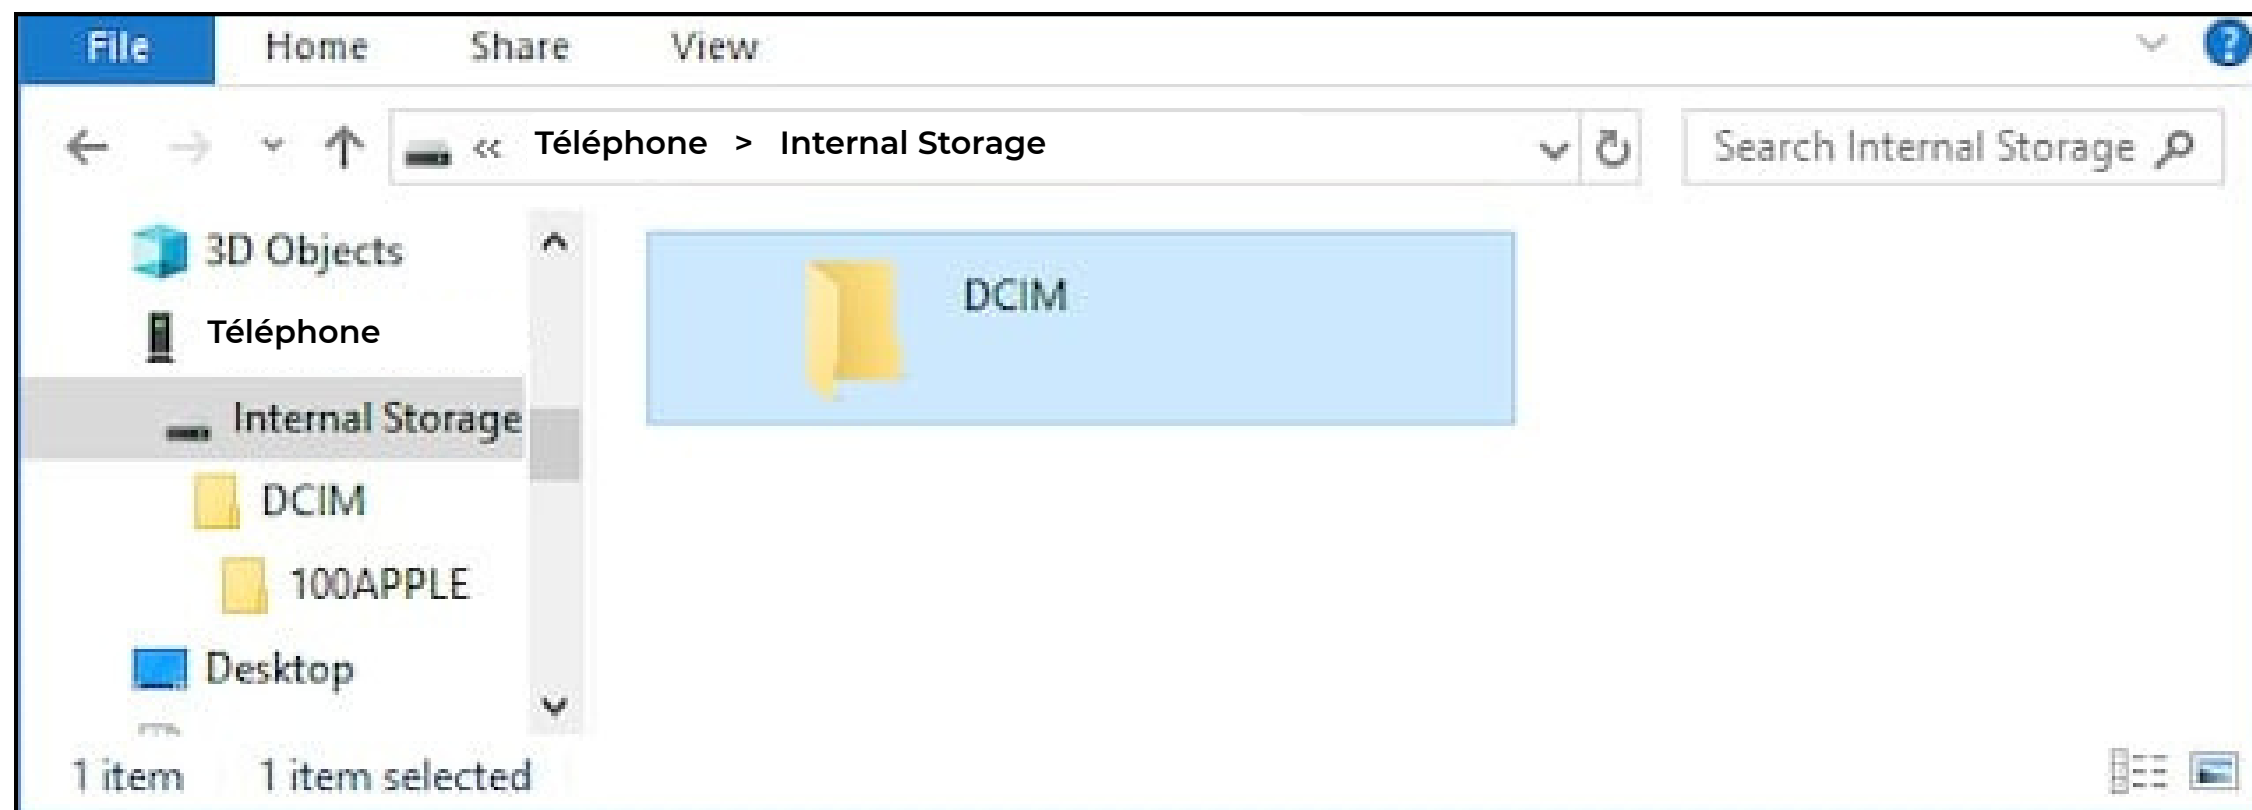 File Home Share View
« Téléphone > Internal Storage Search Internal Storage
3D Objects
Téléphone
Internal Storage
DCIM
100APPLE
Desktop
DCIM
1 item 1 item selected